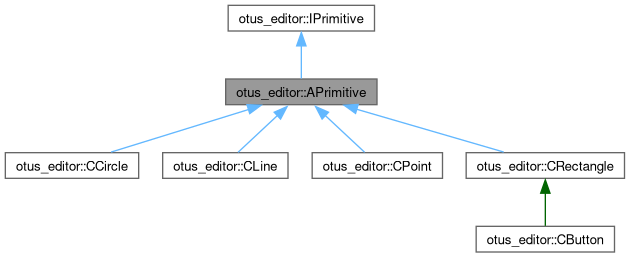 otus_editor::IPrimitive
otus_editor::APrimitive
otus_editor::CCircle
otus_editor::CLine
otus_editor::CPoint
otus_editor::CRectangle
otus_editor::CButton